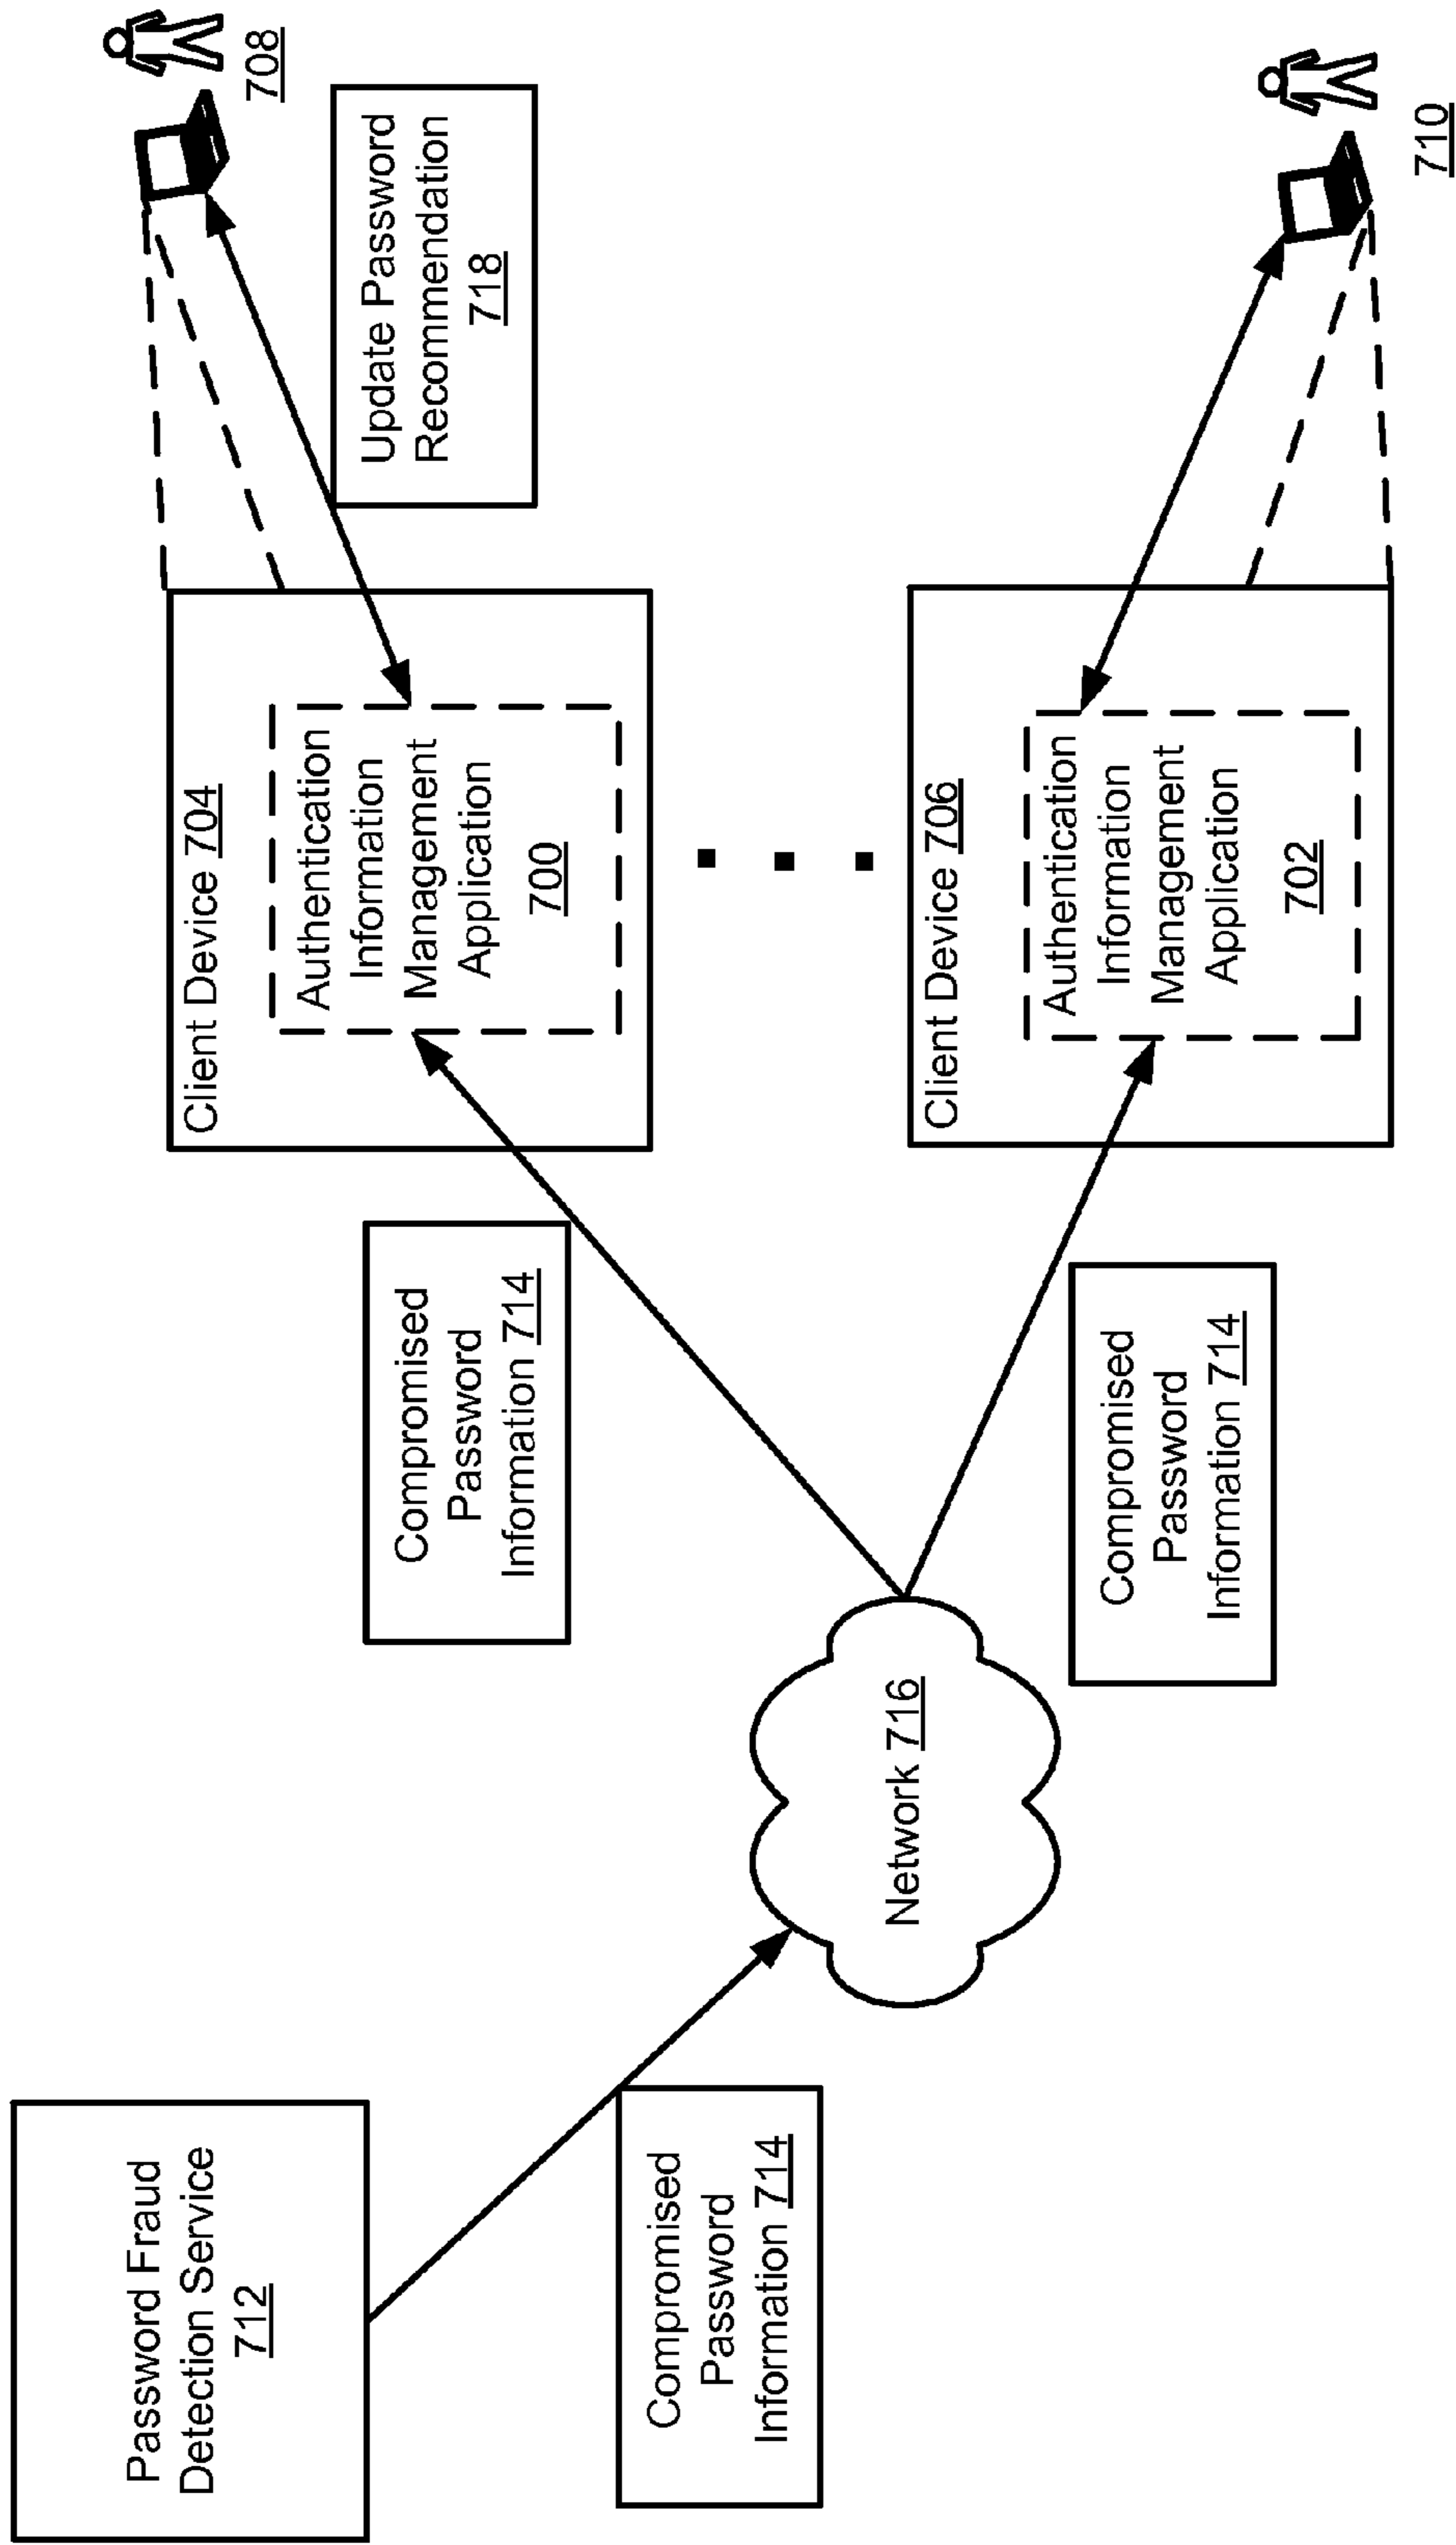 Password Fraud
Detection Service
712
Compromised
Password
Information 714
Network 716
Compromised
Password
Information 714
Compromised
Password
Information 714
Client Device 704
Authentication
Information
Management
Application
700
Client Device 706
Authentication
Information
Management
Application
702
Update Password
Recommendation
718
708
710